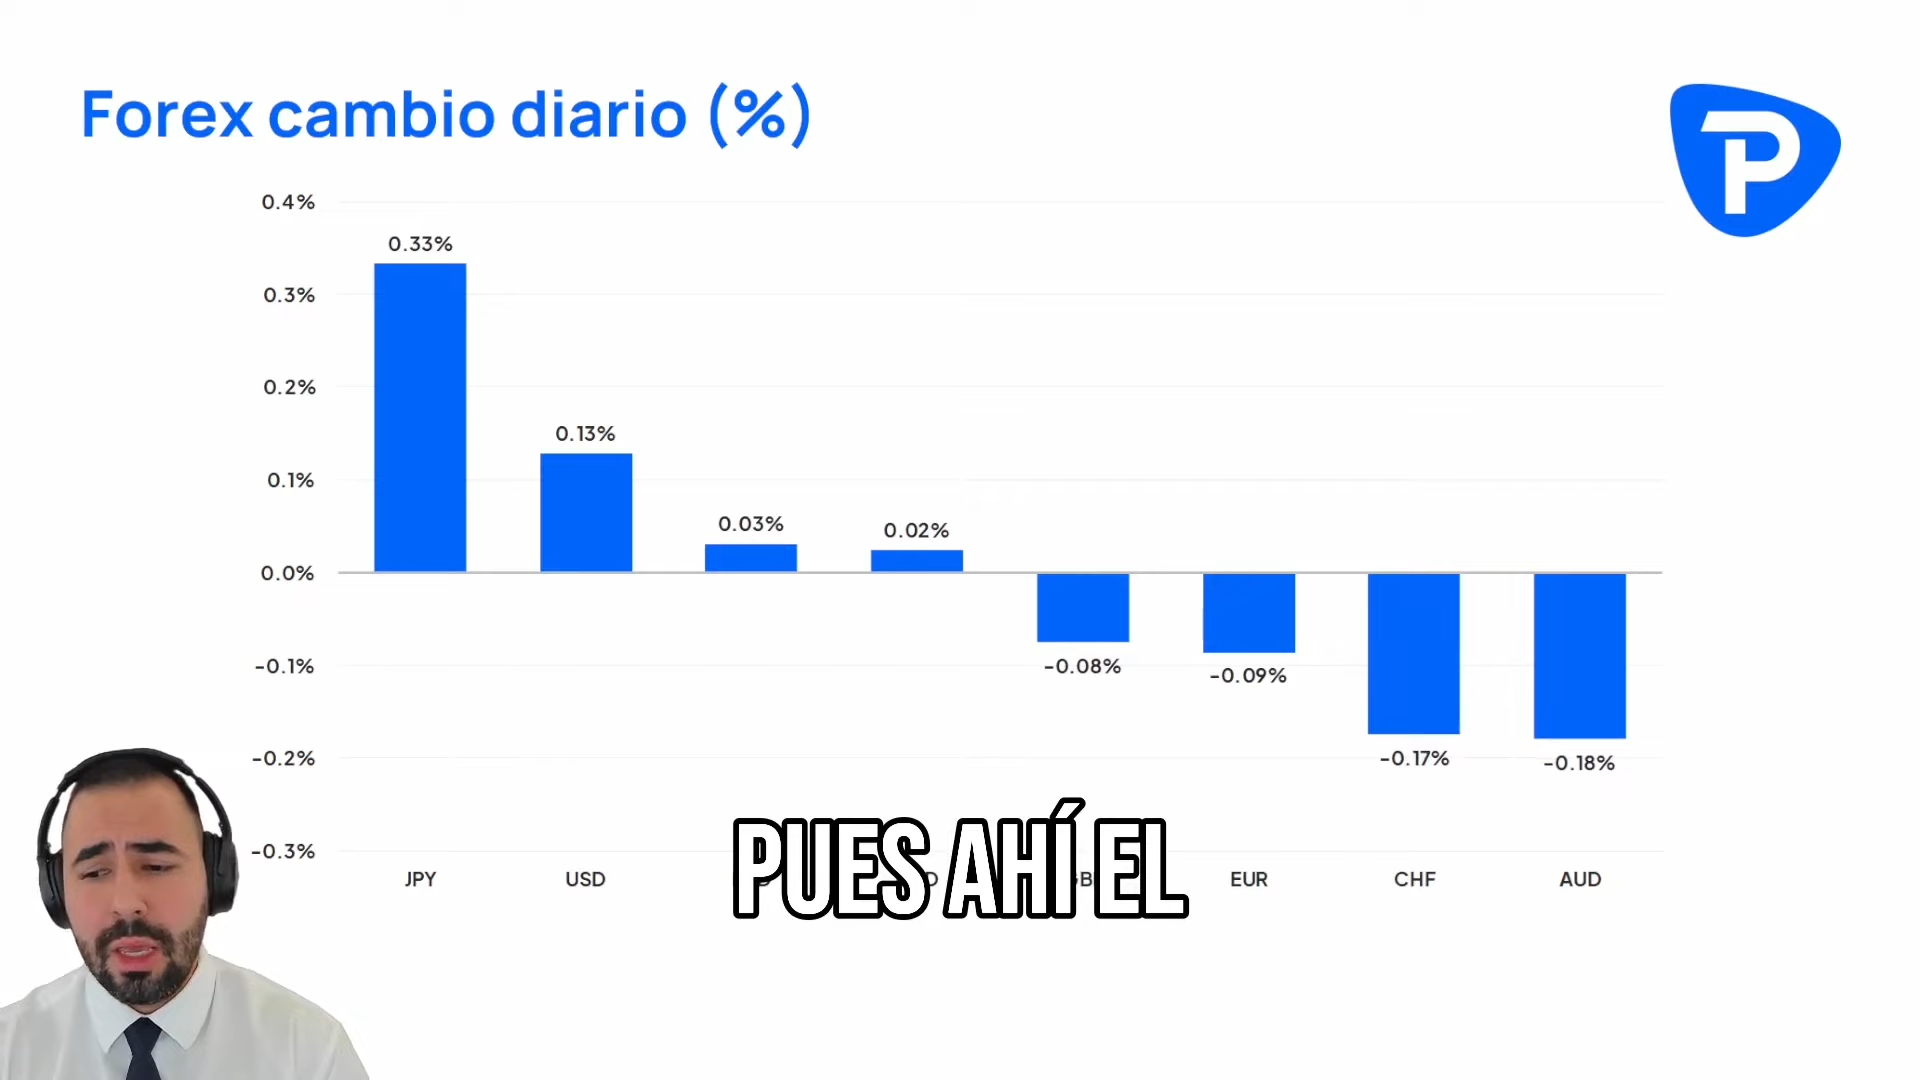 Forex cambio diario (%)
P
0.4%
0.33%
0.3%
0.2%
0.13%
0.1%
0.03%
0.02%
0.0%
-0.1%
-0.08%
-0.09%
-0.2%
-0.17%
-0.18%
-0.3%
JPY
USD
EUR
CHF
AUD
PUES AHÍ EL